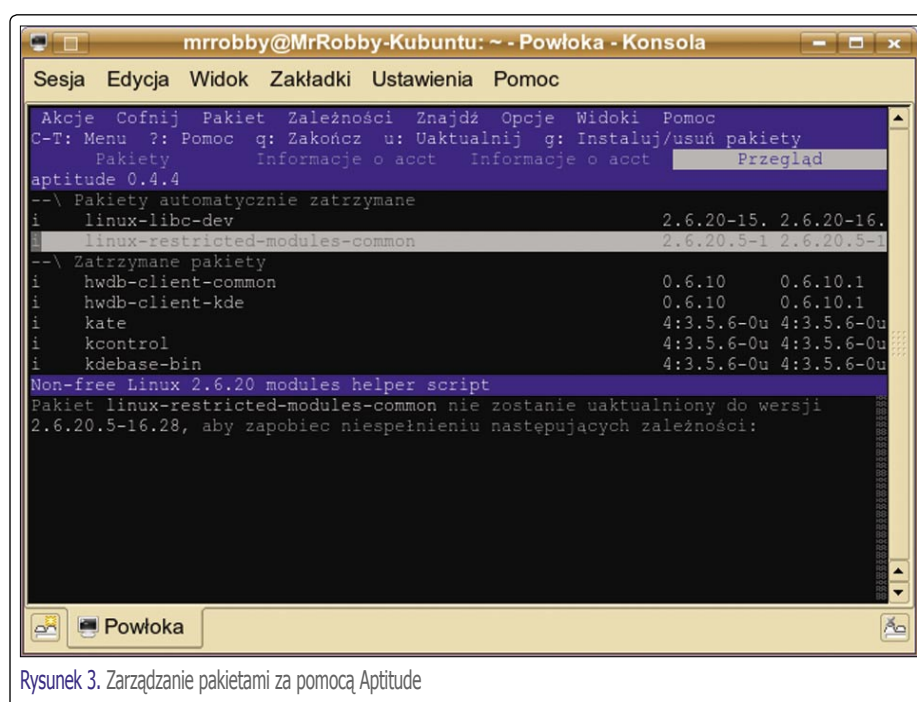 mrrobby@MrRobby-Kubuntu: ~ - Powłoka - Konsola
Sesja Edycja Widok Zakładki Ustawienia Pomoc
Akcje Cofnij Pakiet Zależności Znajdź Opcje Widoki Pomoc
C-T: Menu ?: Pomoc q: Zakończ u: Uaktualnij g: Instaluj/usuń pakiety
Pakiety Informacje o acct Informacje o acct Przegląd
aptitude 0.4.4
--\ Pakiety automatycznie zatrzymane
i linux-libc-dev 2.6.20-15. 2.6.20-16.
i linux-restricted-modules-common 2.6.20.5-1 2.6.20.5-1
--\ Zatrzymane pakiety
i hwdb-client-common 0.6.10 0.6.10.1
i hwdb-client-kde 0.6.10 0.6.10.1
i kate 4:3.5.6-0u 4:3.5.6-0u
i kcontrol 4:3.5.6-0u 4:3.5.6-0u
i kdebase-bin 4:3.5.6-0u 4:3.5.6-0u
Non-free Linux 2.6.20 modules helper script
Pakiet linux-restricted-modules-common nie zostanie uaktualniony do wersji
2.6.20.5-16.28, aby zapobiec niespełnieniu następujących zależności:
Powłoka
Rysunek 3. Zarządzanie pakietami za pomocą Aptitude